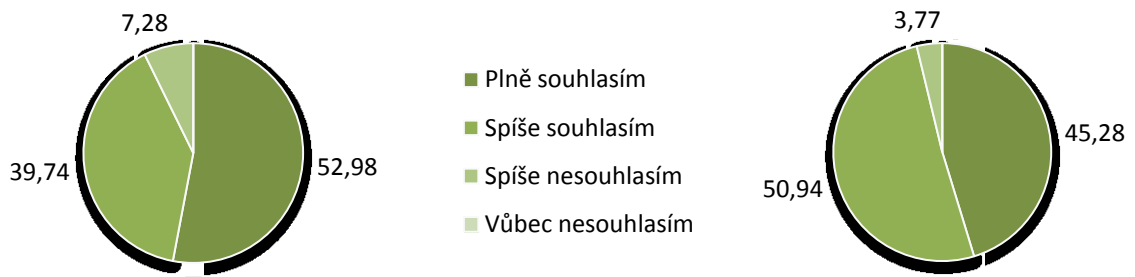 7,28
39,74
52,98
Plně souhlasím
Spíše souhlasím
Spíše nesouhlasím
Vůbec nesouhlasím
3,77
50,94
45,28